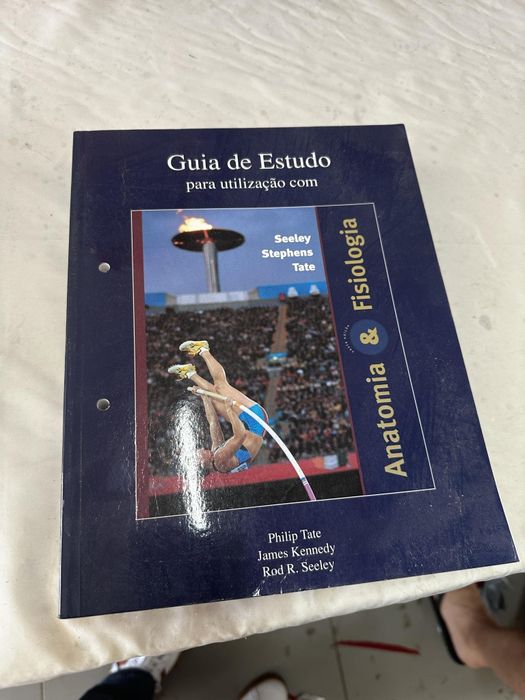 Guia de Estudo
para utilização com
Seeley
Stephens
Tate
Anatomia & Fisiologia
Philip Tate
James Kennedy
Rod R. Seeley